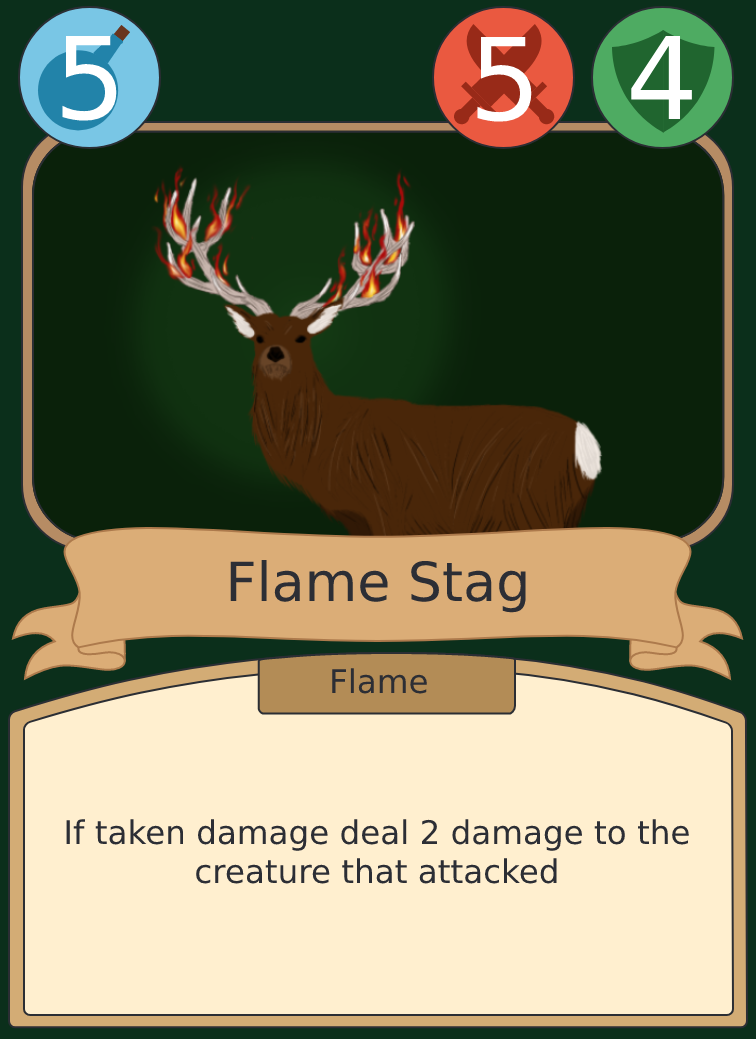 5 5 4
Flame Stag
Flame
If taken damage deal 2 damage to the
creature that attacked